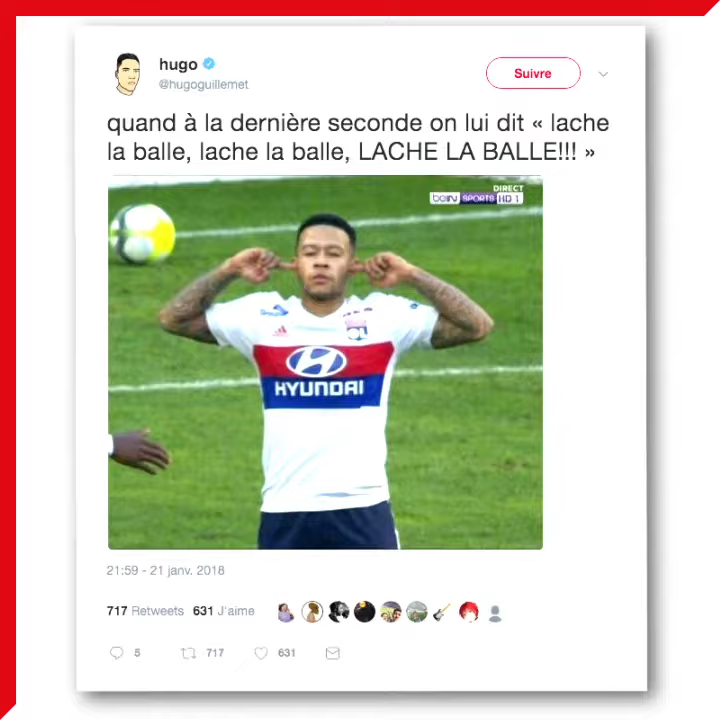 hugo
@hugoguillemet
Suivre
quand à la dernière seconde on lui dit « lache
la balle, lache la balle, LACHE LA BALLE!!! »
DIRECT
beIN SPORTS HD 1
HYUNDAI
OL
21:59 - 21 janv. 2018
717 Retweets 631 J'aime
5 717 631